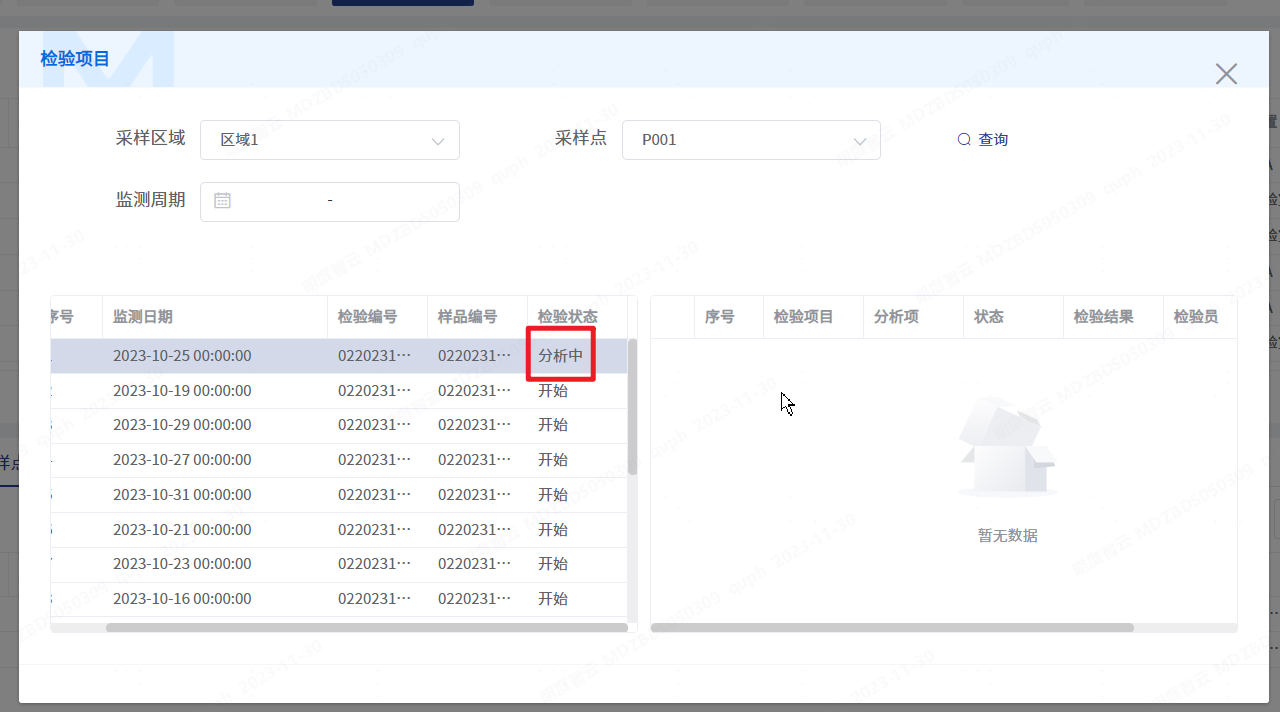 检验项目
采样区域 区域1 采样点 P001 查询
监测周期 -
序号 监测日期 检验编号 样品编号 检验状态 序号 检验项目 分析项 状态 检验结果 检验员
2023-10-25 00:00:00 0220231··· 0220231··· 分析中
2023-10-19 00:00:00 0220231··· 0220231··· 开始
2023-10-29 00:00:00 0220231··· 0220231··· 开始
2023-10-27 00:00:00 0220231··· 0220231··· 开始
2023-10-31 00:00:00 0220231··· 0220231··· 开始
2023-10-21 00:00:00 0220231··· 0220231··· 开始
2023-10-23 00:00:00 0220231··· 0220231··· 开始
2023-10-16 00:00:00 0220231··· 0220231··· 开始
暂无数据